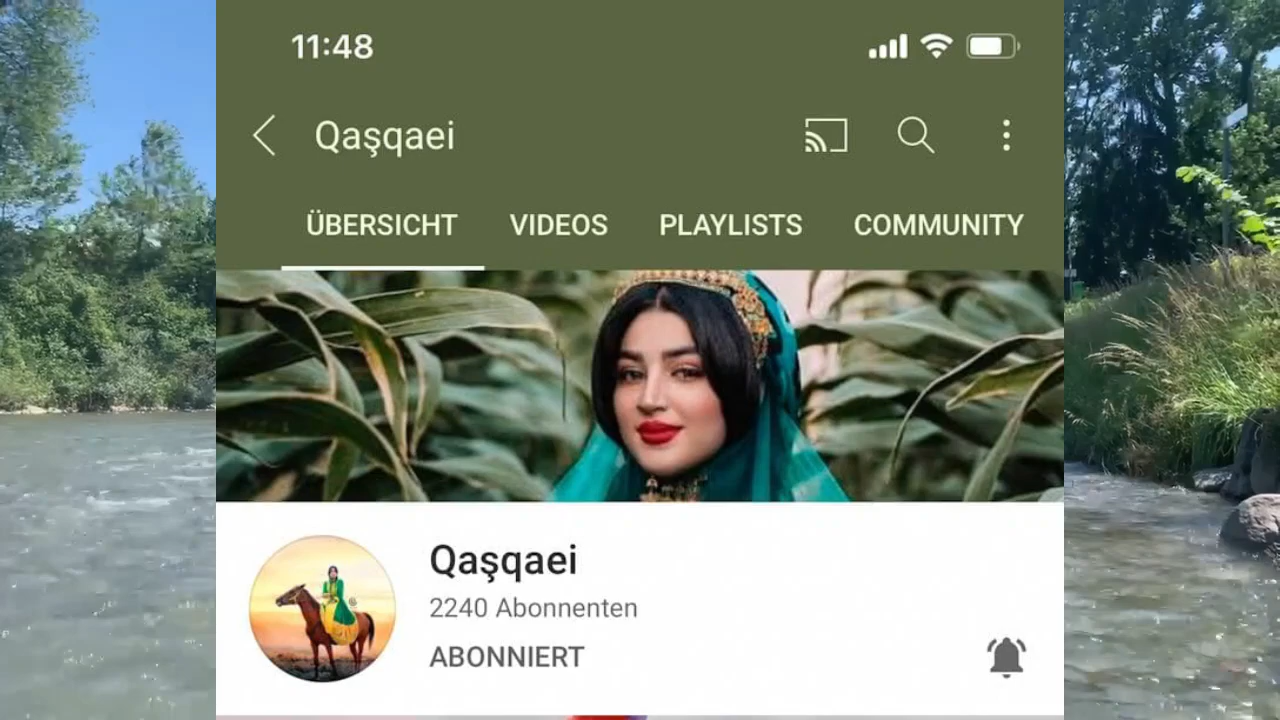 11:48
Qaşqaei
ÜBERSICHT VIDEOS PLAYLISTS COMMUNITY
Qaşqaei
2240 Abonnenten
ABONNIERT